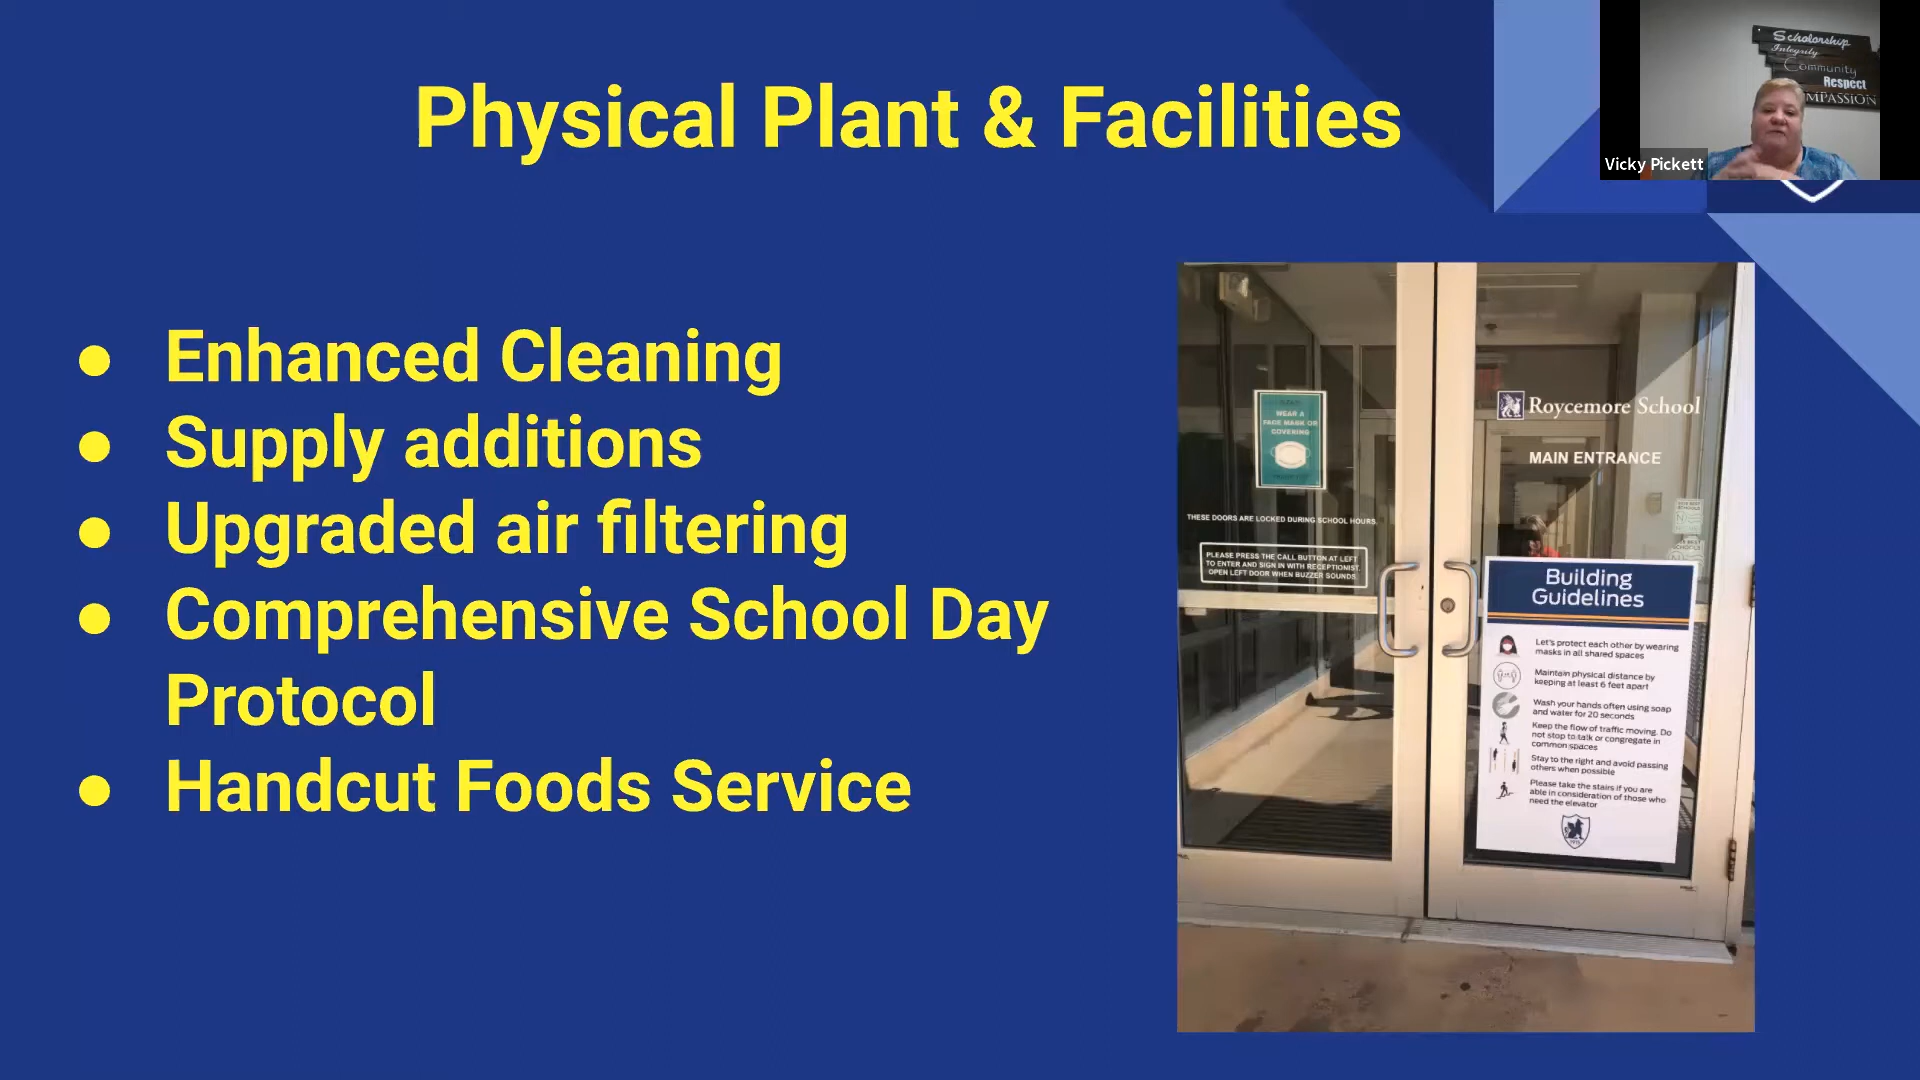 Physical Plant & Facilities
Scholarship
Integrity
Community
Respect
MPASSION
Vicky Pickett
● Enhanced Cleaning
● Supply additions
● Upgraded air filtering
● Comprehensive School Day
Protocol
● Handcut Foods Service
WEAR A
FACE MASK OR
COVERING
THESE DOORS ARE LOCKED DURING SCHOOL HOURS.
PLEASE PRESS THE CALL BUTTON AT LEFT
TO ENTER AND SIGN IN WITH RECEPTIONIST.
OPEN LEFT DOOR WHEN BUZZER SOUNDS.
Roycemore School
MAIN ENTRANCE
Building
Guidelines
Let's protect each other by wearing
masks in all shared spaces
Maintain physical distance by
keeping at least 6 feet apart
Wash your hands often using soap
and water for 20 seconds
Keep the flow of traffic moving. Do
not stop to talk or congregate in
common spaces
Stay to the right and avoid passing
others when possible
Please take the stairs if you are
able in consideration of those who
need the elevator